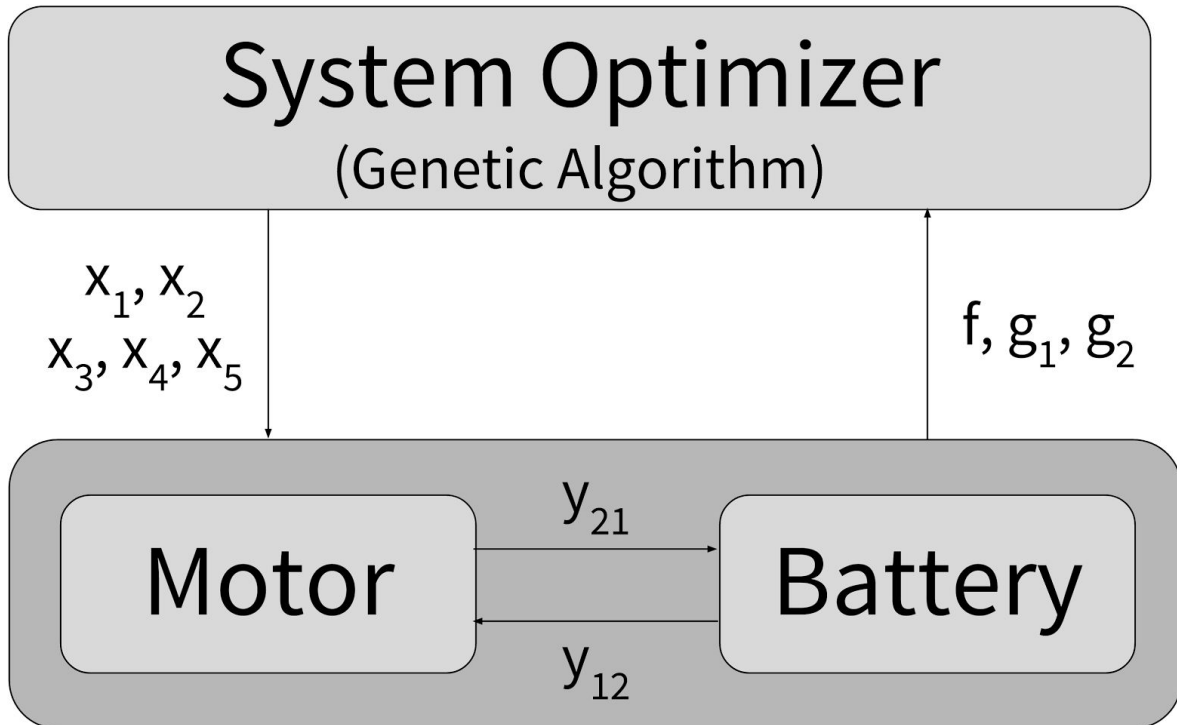 System Optimizer
(Genetic Algorithm)
x₁, x₂
x₃, x₄, x₅
f, g₁, g₂
y₂₁
Motor
Battery
y₁₂